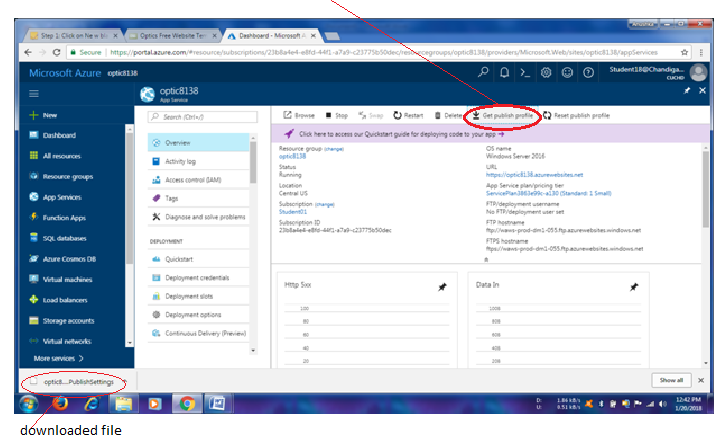 Step 1: Click on New bl
Optics Free Website Tem
Dashboard - Microsoft A
Secure
https://portal.azure.com/#resource/subscriptions/23b8a4e4-e8fd-44f1-a7a9-c23775b50dec/resourcegroups/optic8138/providers/Microsoft.Web/sites/optic8138/appServices
Microsoft Azure optic8138
Student18@Chandiga...
New
Dashboard
All resources
Resource groups
App Services
Function Apps
SQL databases
Azure Cosmos DB
Virtual machines
Load balancers
Storage accounts
Virtual networks
More services >
optic8138
App Service
Search (Ctrl+/)
Overview
Activity log
Access control (IAM)
Tags
Diagnose and solve problems
DEPLOYMENT
Quickstart
Deployment credentials
Deployment slots
Deployment options
Continuous Delivery (Preview)
Browse Stop Swap Restart Delete Get publish profile Reset publish profile
Click here to access our Quickstart guide for deploying code to your app →
Resource group (change)
optic8138
Status
Running
Location
Central US
Subscription (change)
Student01
Subscription ID
23b8a4e4-e8fd-44f1-a7a9-c23775b50dec
OS name
Windows Server 2016
URL
https://optic8138.azurewebsites.net
App Service plan/pricing tier
ServicePlan3863e99c-a130 (Standard: 1 Small)
FTP/deployment username
No FTP/deployment user set
FTP hostname
ftp://waws-prod-dm1-055.ftp.azurewebsites.windows.net
FTPS hostname
ftps://waws-prod-dm1-055.ftp.azurewebsites.windows.net
Http 5xx
100
80
60
40
20
Data In
100B
80B
60B
40B
20B
optic8....PublishSettings
Show all
D: 1.86 kB/s
U: 0.51 kB/s
12:42 PM
1/20/2018
downloaded file